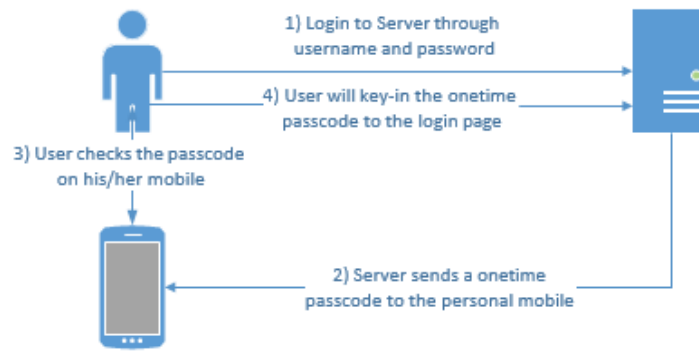 1) Login to Server through
username and password
4) User will key-in the onetime
passcode to the login page
3) User checks the passcode
on his/her mobile
2) Server sends a onetime
passcode to the personal mobile